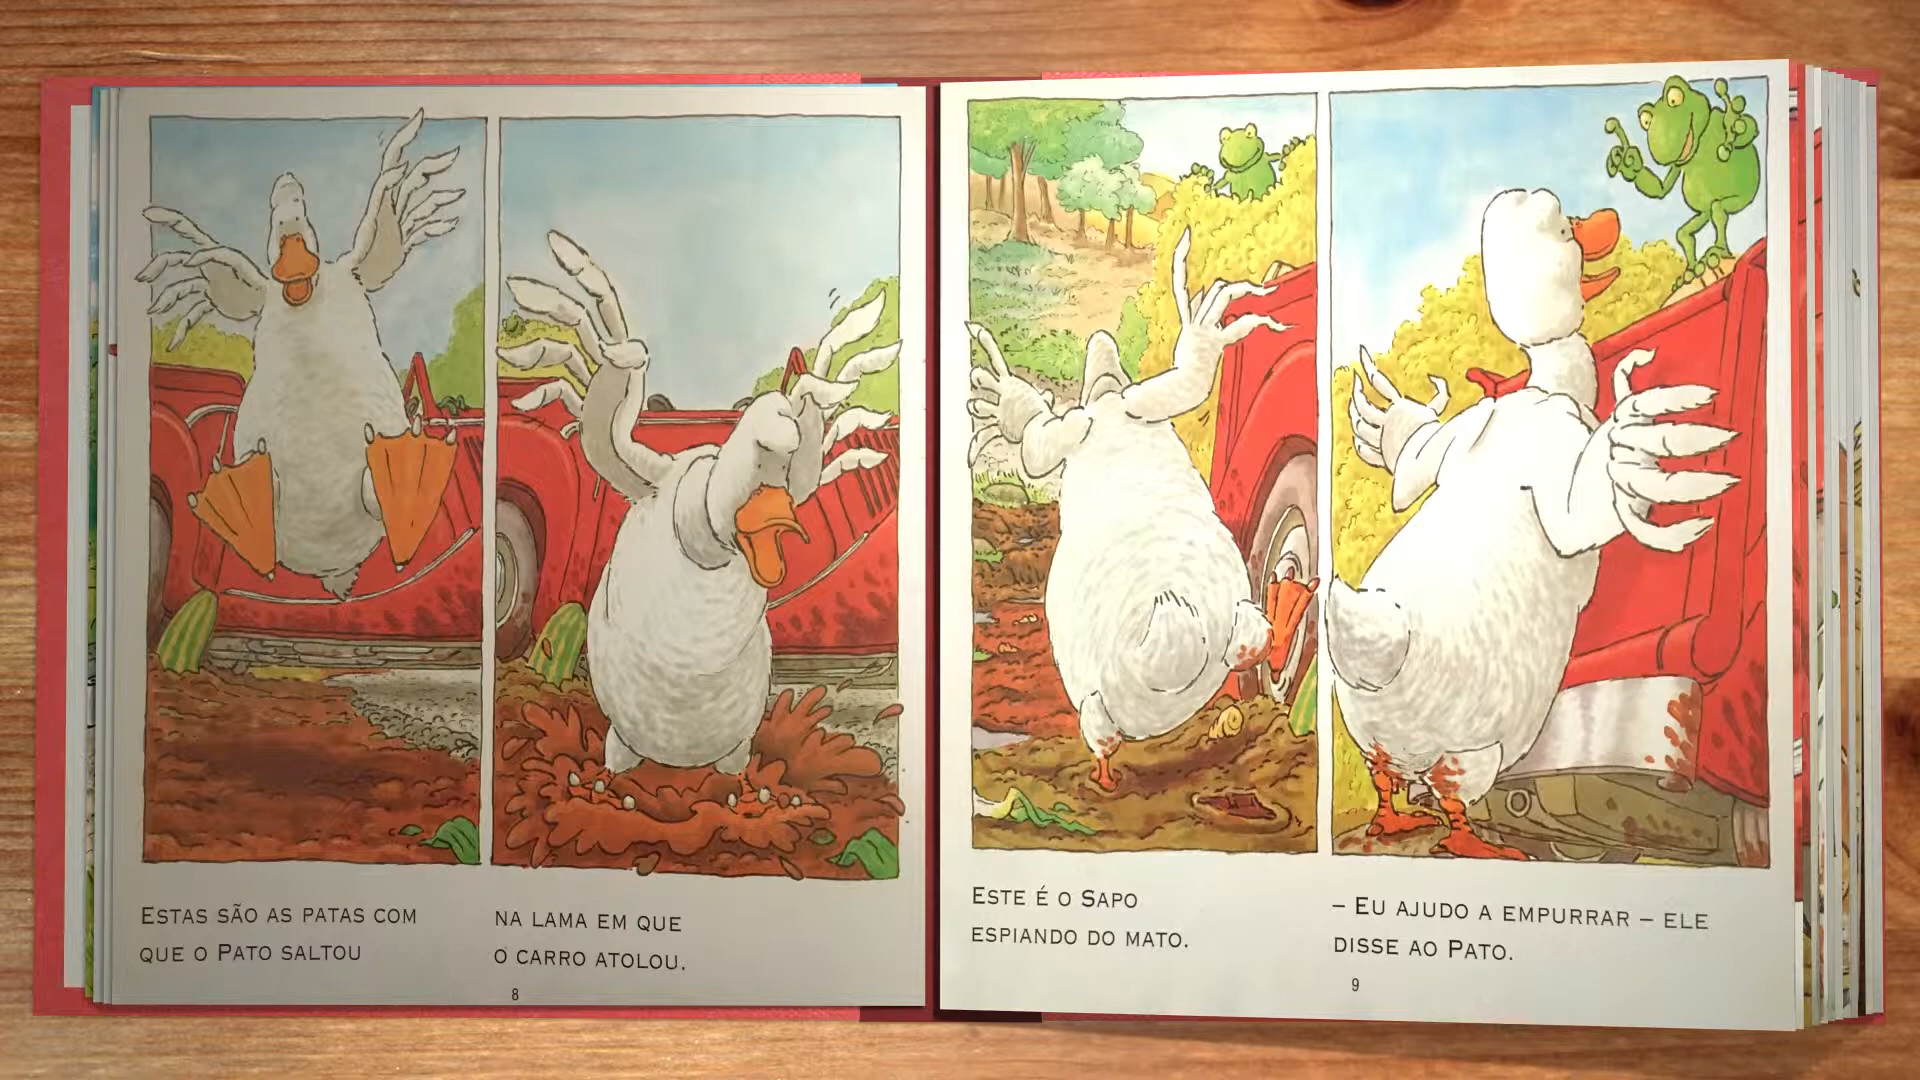 ESTAS SÃO AS PATAS COM
QUE O PATO SALTOU
NA LAMA EM QUE
O CARRO ATOLOU.
8
ESTE É O SAPO
ESPIANDO DO MATO.
– EU AJUDO A EMPURRAR – ELE
DISSE AO PATO.
9